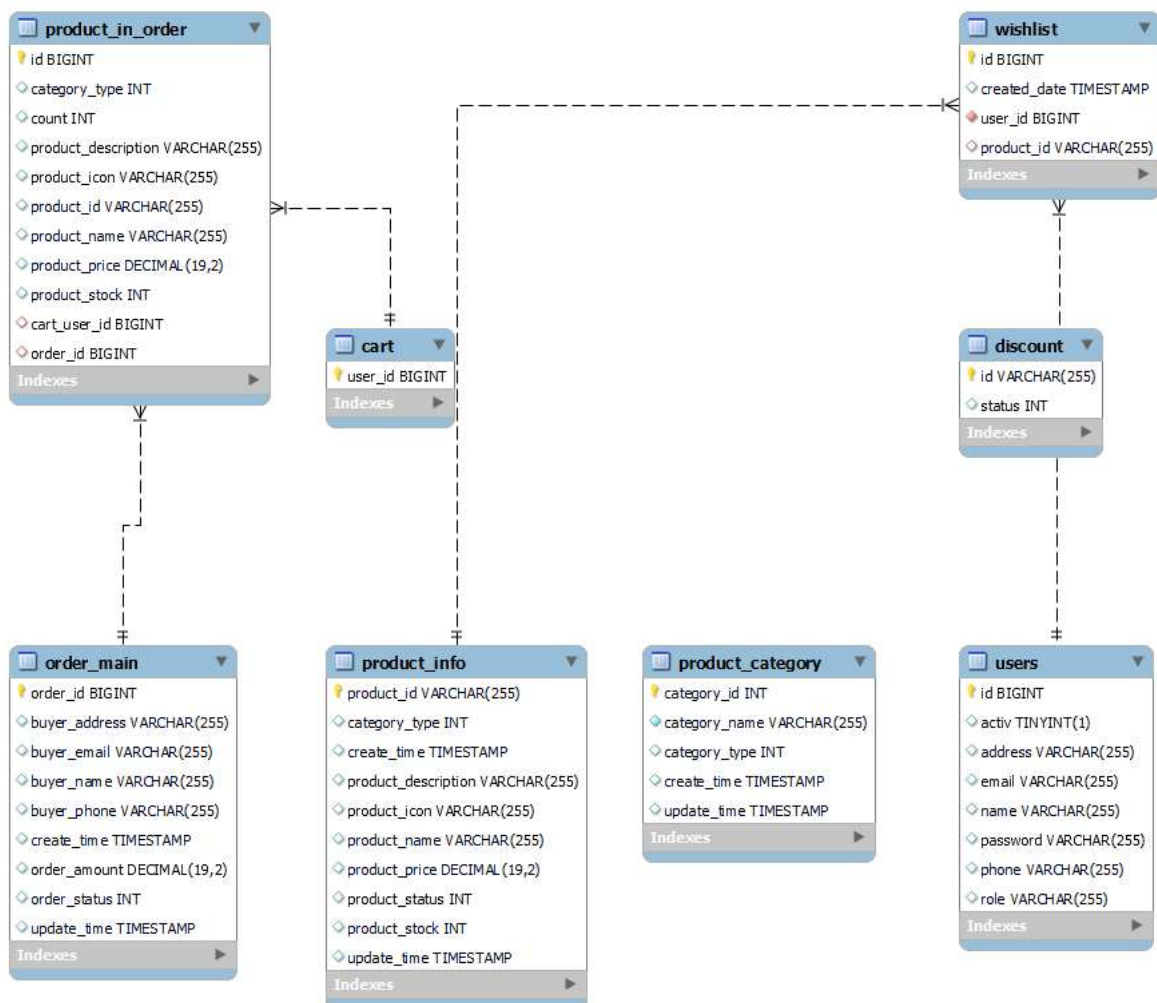 product_in_order
id BIGINT
category_type INT
count INT
product_description VARCHAR(255)
product_icon VARCHAR(255)
product_id VARCHAR(255)
product_name VARCHAR(255)
product_price DECIMAL(19,2)
product_stock INT
cart_user_id BIGINT
order_id BIGINT
Indexes
wishlist
id BIGINT
created_date TIMESTAMP
user_id BIGINT
product_id VARCHAR(255)
Indexes
cart
user_id BIGINT
Indexes
discount
id VARCHAR(255)
status INT
Indexes
order_main
order_id BIGINT
buyer_address VARCHAR(255)
buyer_email VARCHAR(255)
buyer_name VARCHAR(255)
buyer_phone VARCHAR(255)
create_time TIMESTAMP
order_amount DECIMAL(19,2)
order_status INT
update_time TIMESTAMP
Indexes
product_info
product_id VARCHAR(255)
category_type INT
create_time TIMESTAMP
product_description VARCHAR(255)
product_icon VARCHAR(255)
product_name VARCHAR(255)
product_price DECIMAL(19,2)
product_status INT
product_stock INT
update_time TIMESTAMP
Indexes
product_category
category_id INT
category_name VARCHAR(255)
category_type INT
create_time TIMESTAMP
update_time TIMESTAMP
Indexes
users
id BIGINT
activ TINYINT(1)
address VARCHAR(255)
email VARCHAR(255)
name VARCHAR(255)
password VARCHAR(255)
phone VARCHAR(255)
role VARCHAR(255)
Indexes